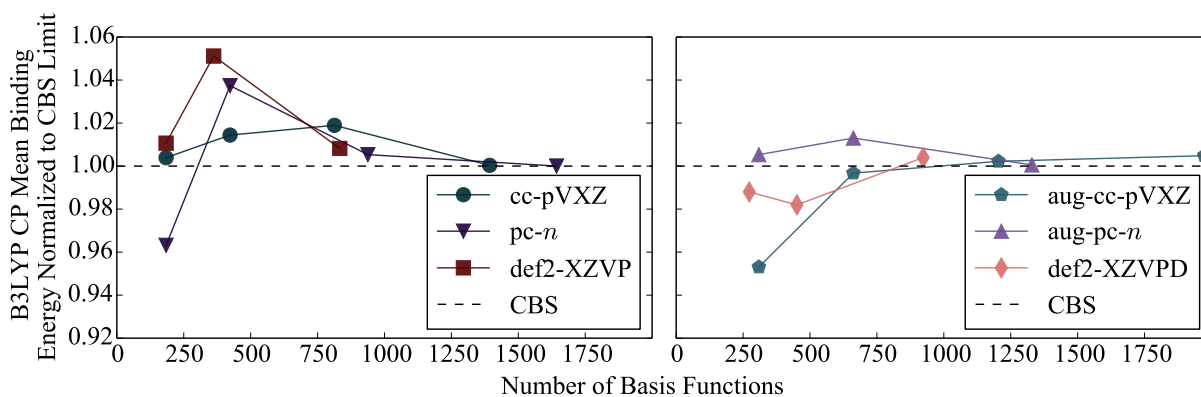 B3LYP CP Mean Binding
Energy Normalized to CBS Limit
1.06
1.04
1.02
1.00
0.98
0.96
0.94
0.92
0 250 500 750 1000 1250 1500 1750
cc-pVXZ
pc-n
def2-XZVP
CBS
0 250 500 750 1000 1250 1500 1750
aug-cc-pVXZ
aug-pc-n
def2-XZVPD
CBS
Number of Basis Functions